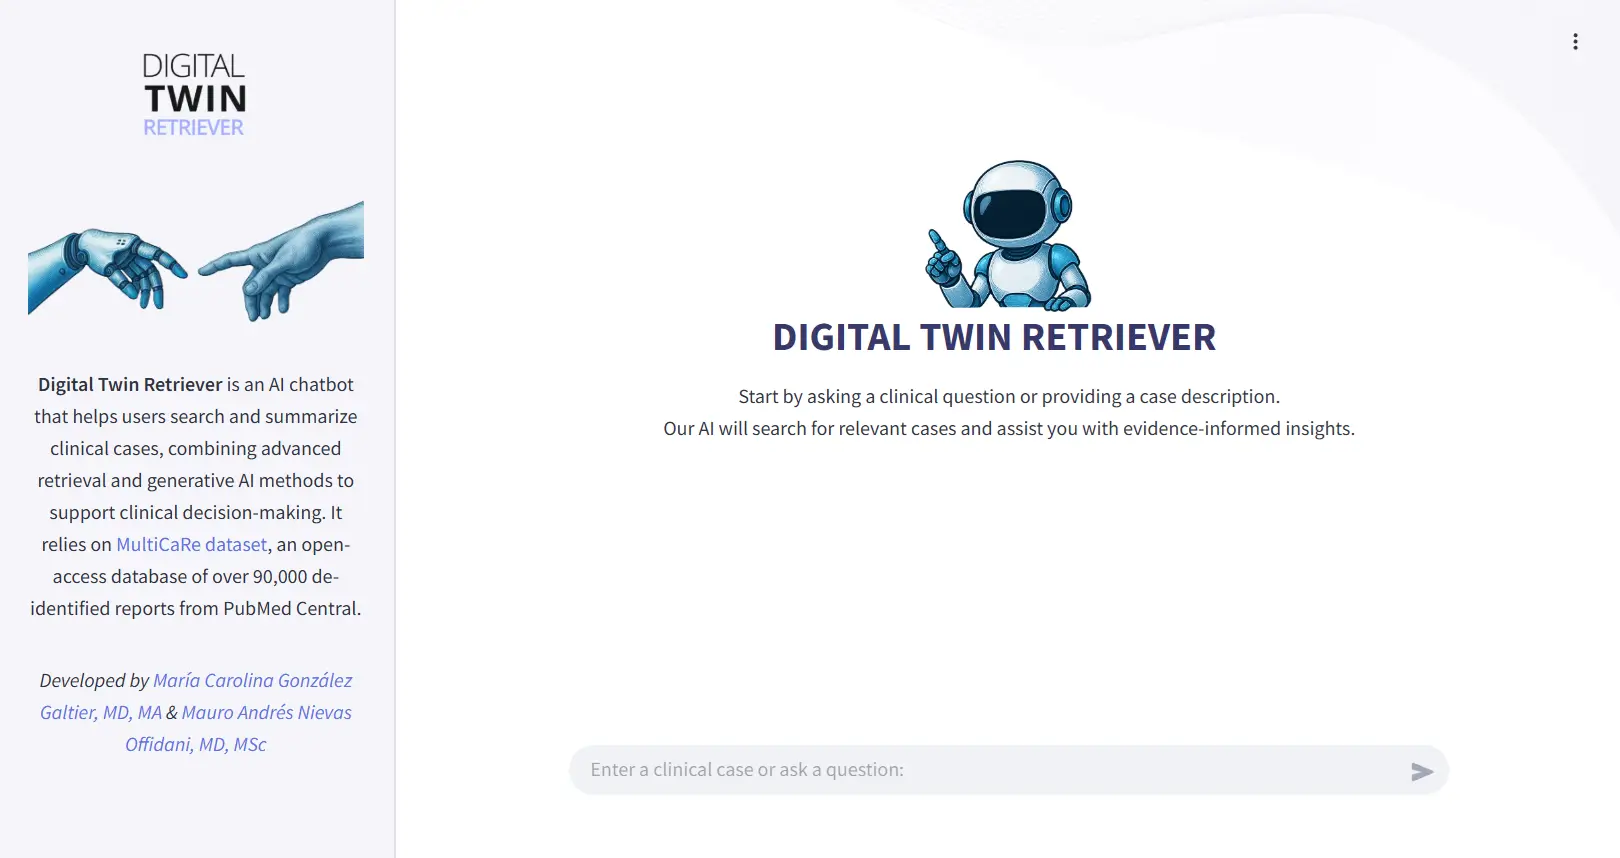 DIGITAL
TWIN
RETRIEVER
Digital Twin Retriever is an AI chatbot
that helps users search and summarize
clinical cases, combining advanced
retrieval and generative AI methods to
support clinical decision-making. It
relies on MultiCaRe dataset, an open-
access database of over 90,000 de-
identified reports from PubMed Central.
Developed by María Carolina González
Galtier, MD, MA & Mauro Andrés Nievas
Offidani, MD, MSc
DIGITAL TWIN RETRIEVER
Start by asking a clinical question or providing a case description.
Our AI will search for relevant cases and assist you with evidence-informed insights.
Enter a clinical case or ask a question: